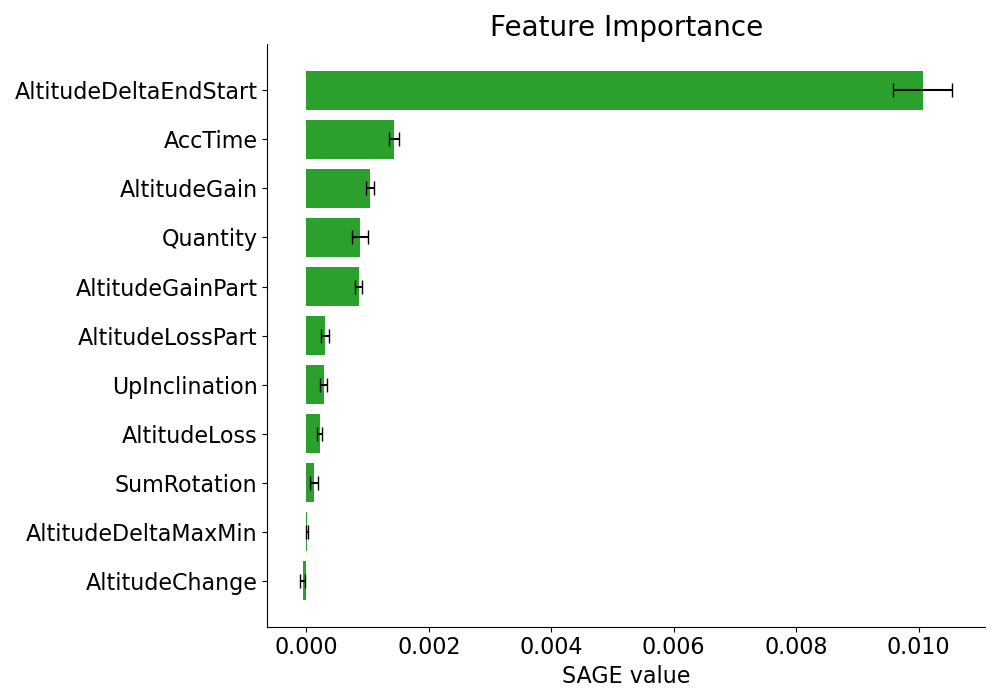 Feature Importance
AltitudeDeltaEndStart
AccTime
AltitudeGain
Quantity
AltitudeGainPart
AltitudeLossPart
UpInclination
AltitudeLoss
SumRotation
AltitudeDeltaMaxMin
AltitudeChange
0.000 0.002 0.004 0.006 0.008 0.010
SAGE value